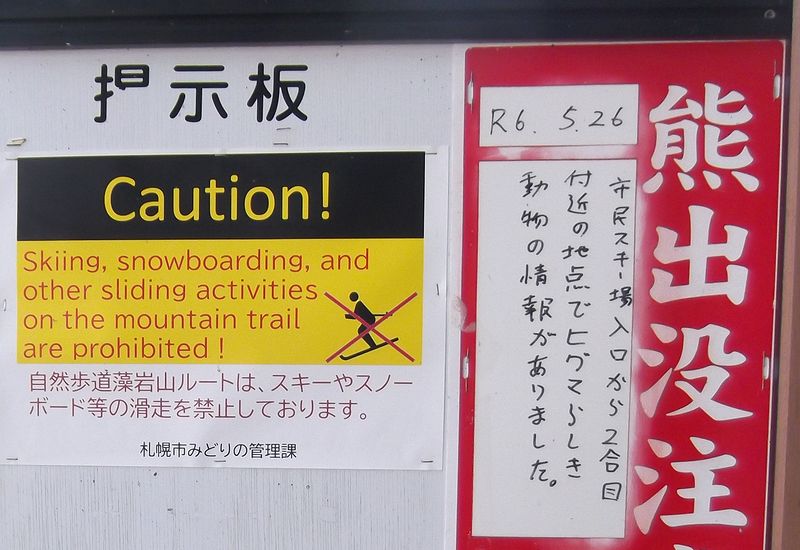 掲示板
Caution!
Skiing, snowboarding, and
other sliding activities
on the mountain trail
are prohibited !
自然歩道藻岩山ルートは、スキーやスノー
ボード等の滑走を禁止しております。
札幌市みどりの管理課
熊出没注
R6. 5.26
市民スキー場入口から2合目
付近の地点でヒグマらしき
動物の情報がありました。